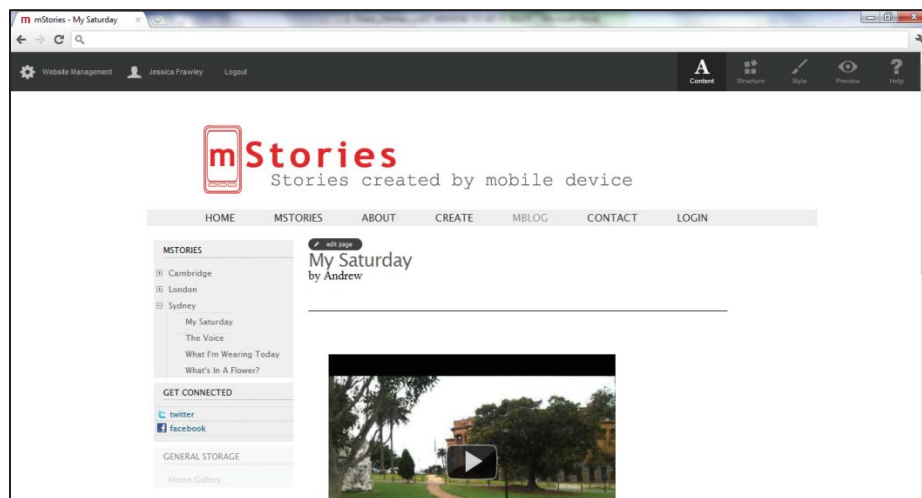 mStories - My Saturday
Website Management
Jessica Frawley
Logout
A
Content
Structure
Style
Preview
?
Help
mStories
Stories created by mobile device
HOME
MSTORIES
ABOUT
CREATE
MBLOG
CONTACT
LOGIN
MSTORIES
Cambridge
London
Sydney
My Saturday
The Voice
What I'm Wearing Today
What's In A Flower?
GET CONNECTED
twitter
facebook
GENERAL STORAGE
Home Gallery
edit page
My Saturday
by Andrew